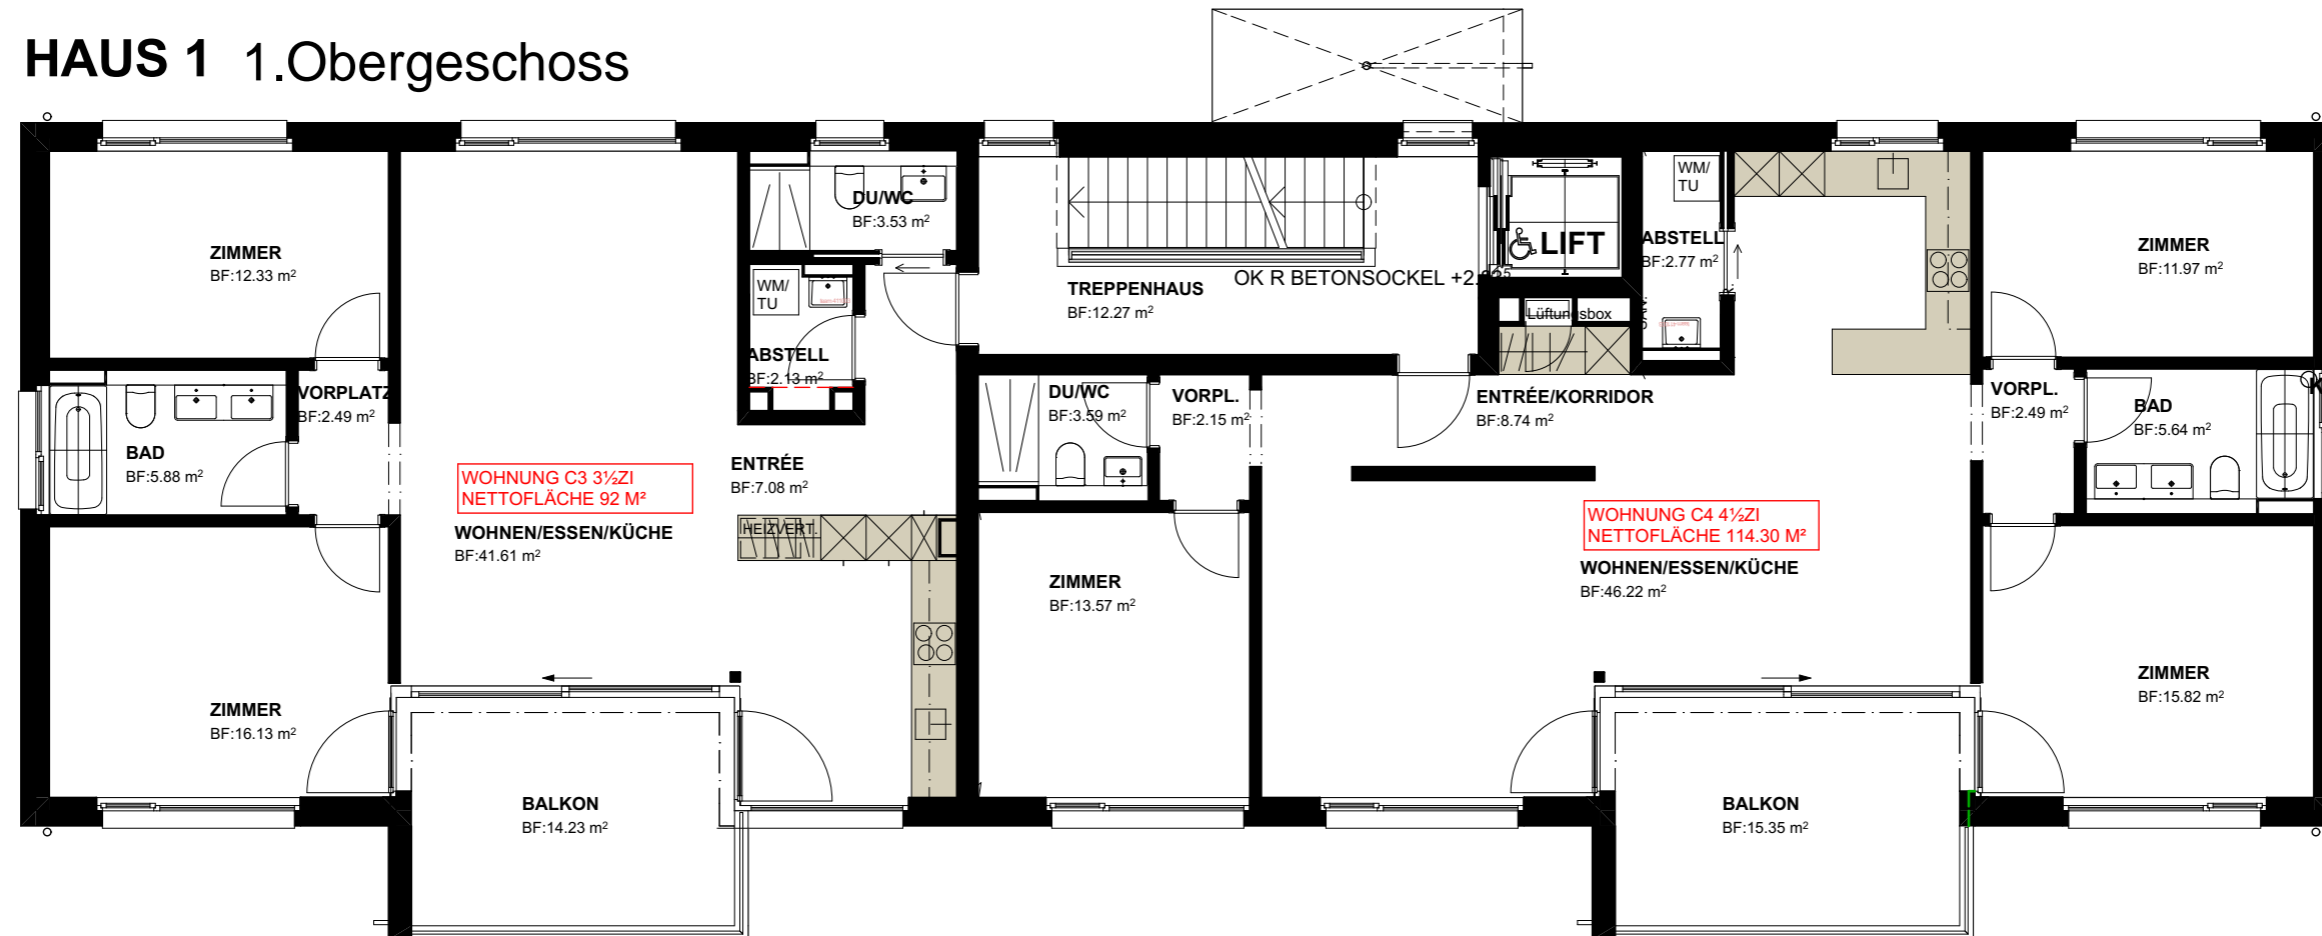 HAUS 1 1.Obergeschoss
ZIMMER
BF:12.33 m²
VORPLATZ
BF:2.49 m²
BAD
BF:5.88 m²
ZIMMER
BF:16.13 m²
WOHNUNG C3 3½ZI
NETTOFLÄCHE 92 M²
WOHNEN/ESSEN/KÜCHE
BF:41.61 m²
BALKON
BF:14.23 m²
DU/WC
BF:3.53 m²
WM/
TU
ABSTELL
BF:2.13 m²
ENTRÉE
BF:7.08 m²
HEIZVERT.
TREPPENHAUS
BF:12.27 m²
OK R BETONSOCKEL
LIFT
Lüftungsbox
DU/WC
BF:3.59 m²
VORPL.
BF:2.15 m²
ZIMMER
BF:13.57 m²
ENTRÉE/KORRIDOR
BF:8.74 m²
WM/
TU
ABSTELL
BF:2.77 m²
WOHNUNG C4 4½ZI
NETTOFLÄCHE 114.30 M²
WOHNEN/ESSEN/KÜCHE
BF:46.22 m²
BALKON
BF:15.35 m²
ZIMMER
BF:11.97 m²
VORPL.
BF:2.49 m²
BAD
BF:5.64 m²
ZIMMER
BF:15.82 m²